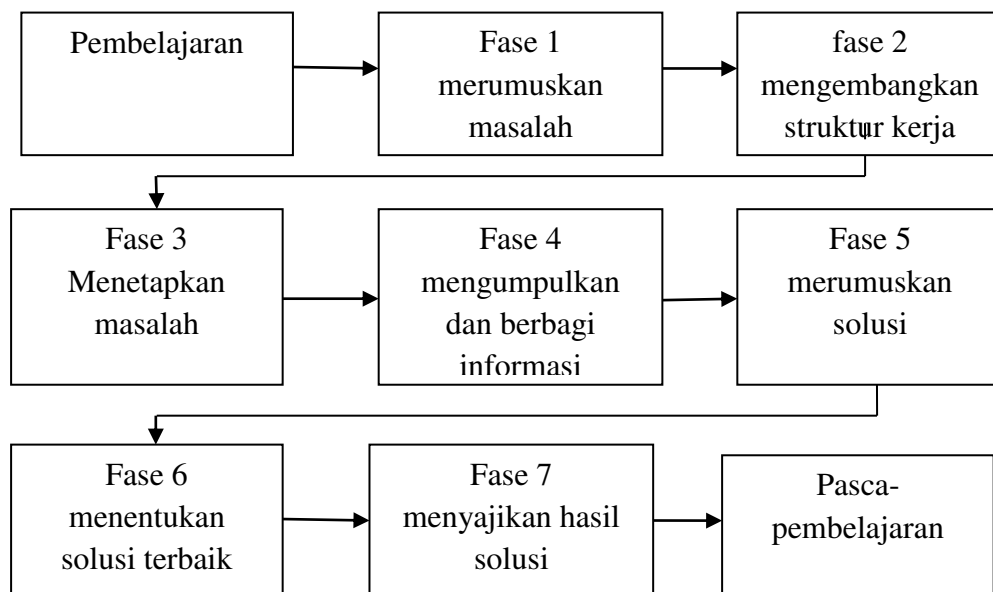 Pembelajaran
Fase 1
merumuskan
masalah
fase 2
mengembangkan
struktur kerja
Fase 3
Menetapkan
masalah
Fase 4
mengumpulkan
dan berbagi
informasi
Fase 5
merumuskan
solusi
Fase 6
menentukan
solusi terbaik
Fase 7
menyajikan hasil
solusi
Pasca-
pembelajaran